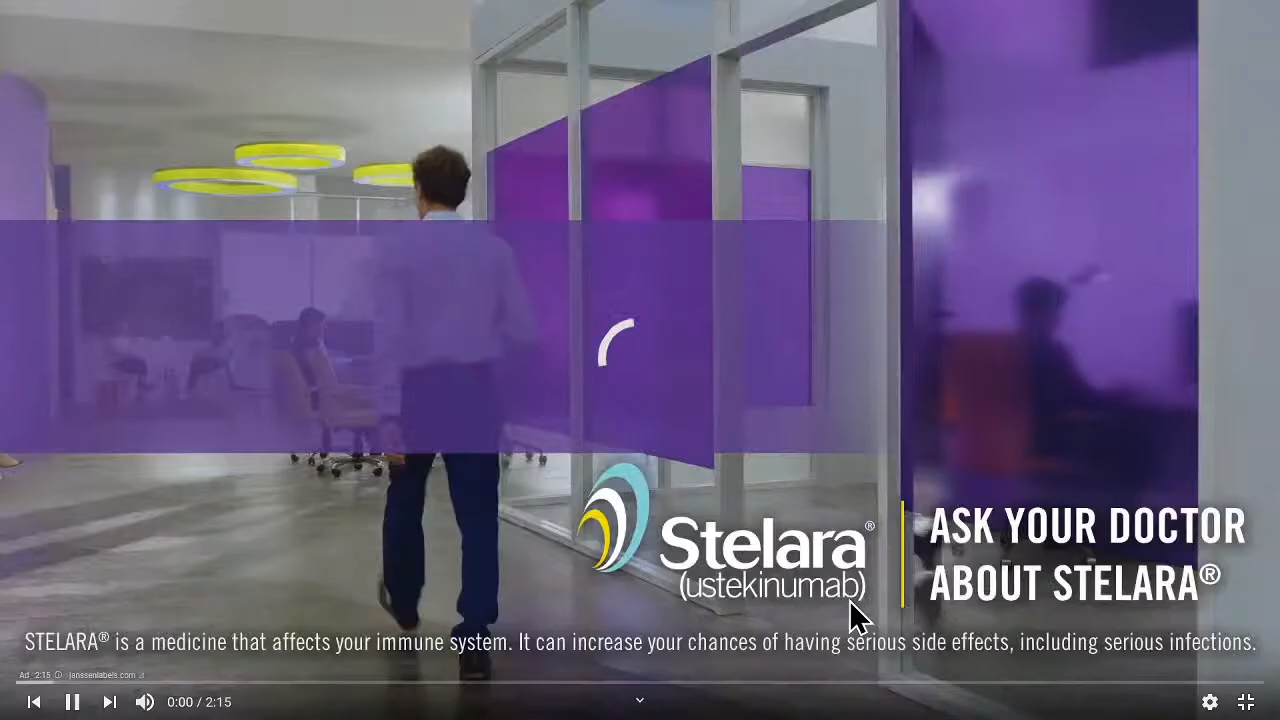 Stelara®
(ustekinumab)
ASK YOUR DOCTOR
ABOUT STELARA®
STELARA® is a medicine that affects your immune system. It can increase your chances of having serious side effects, including serious infections.
Ad · 2:15 janssenlabels.com
0:00 / 2:15